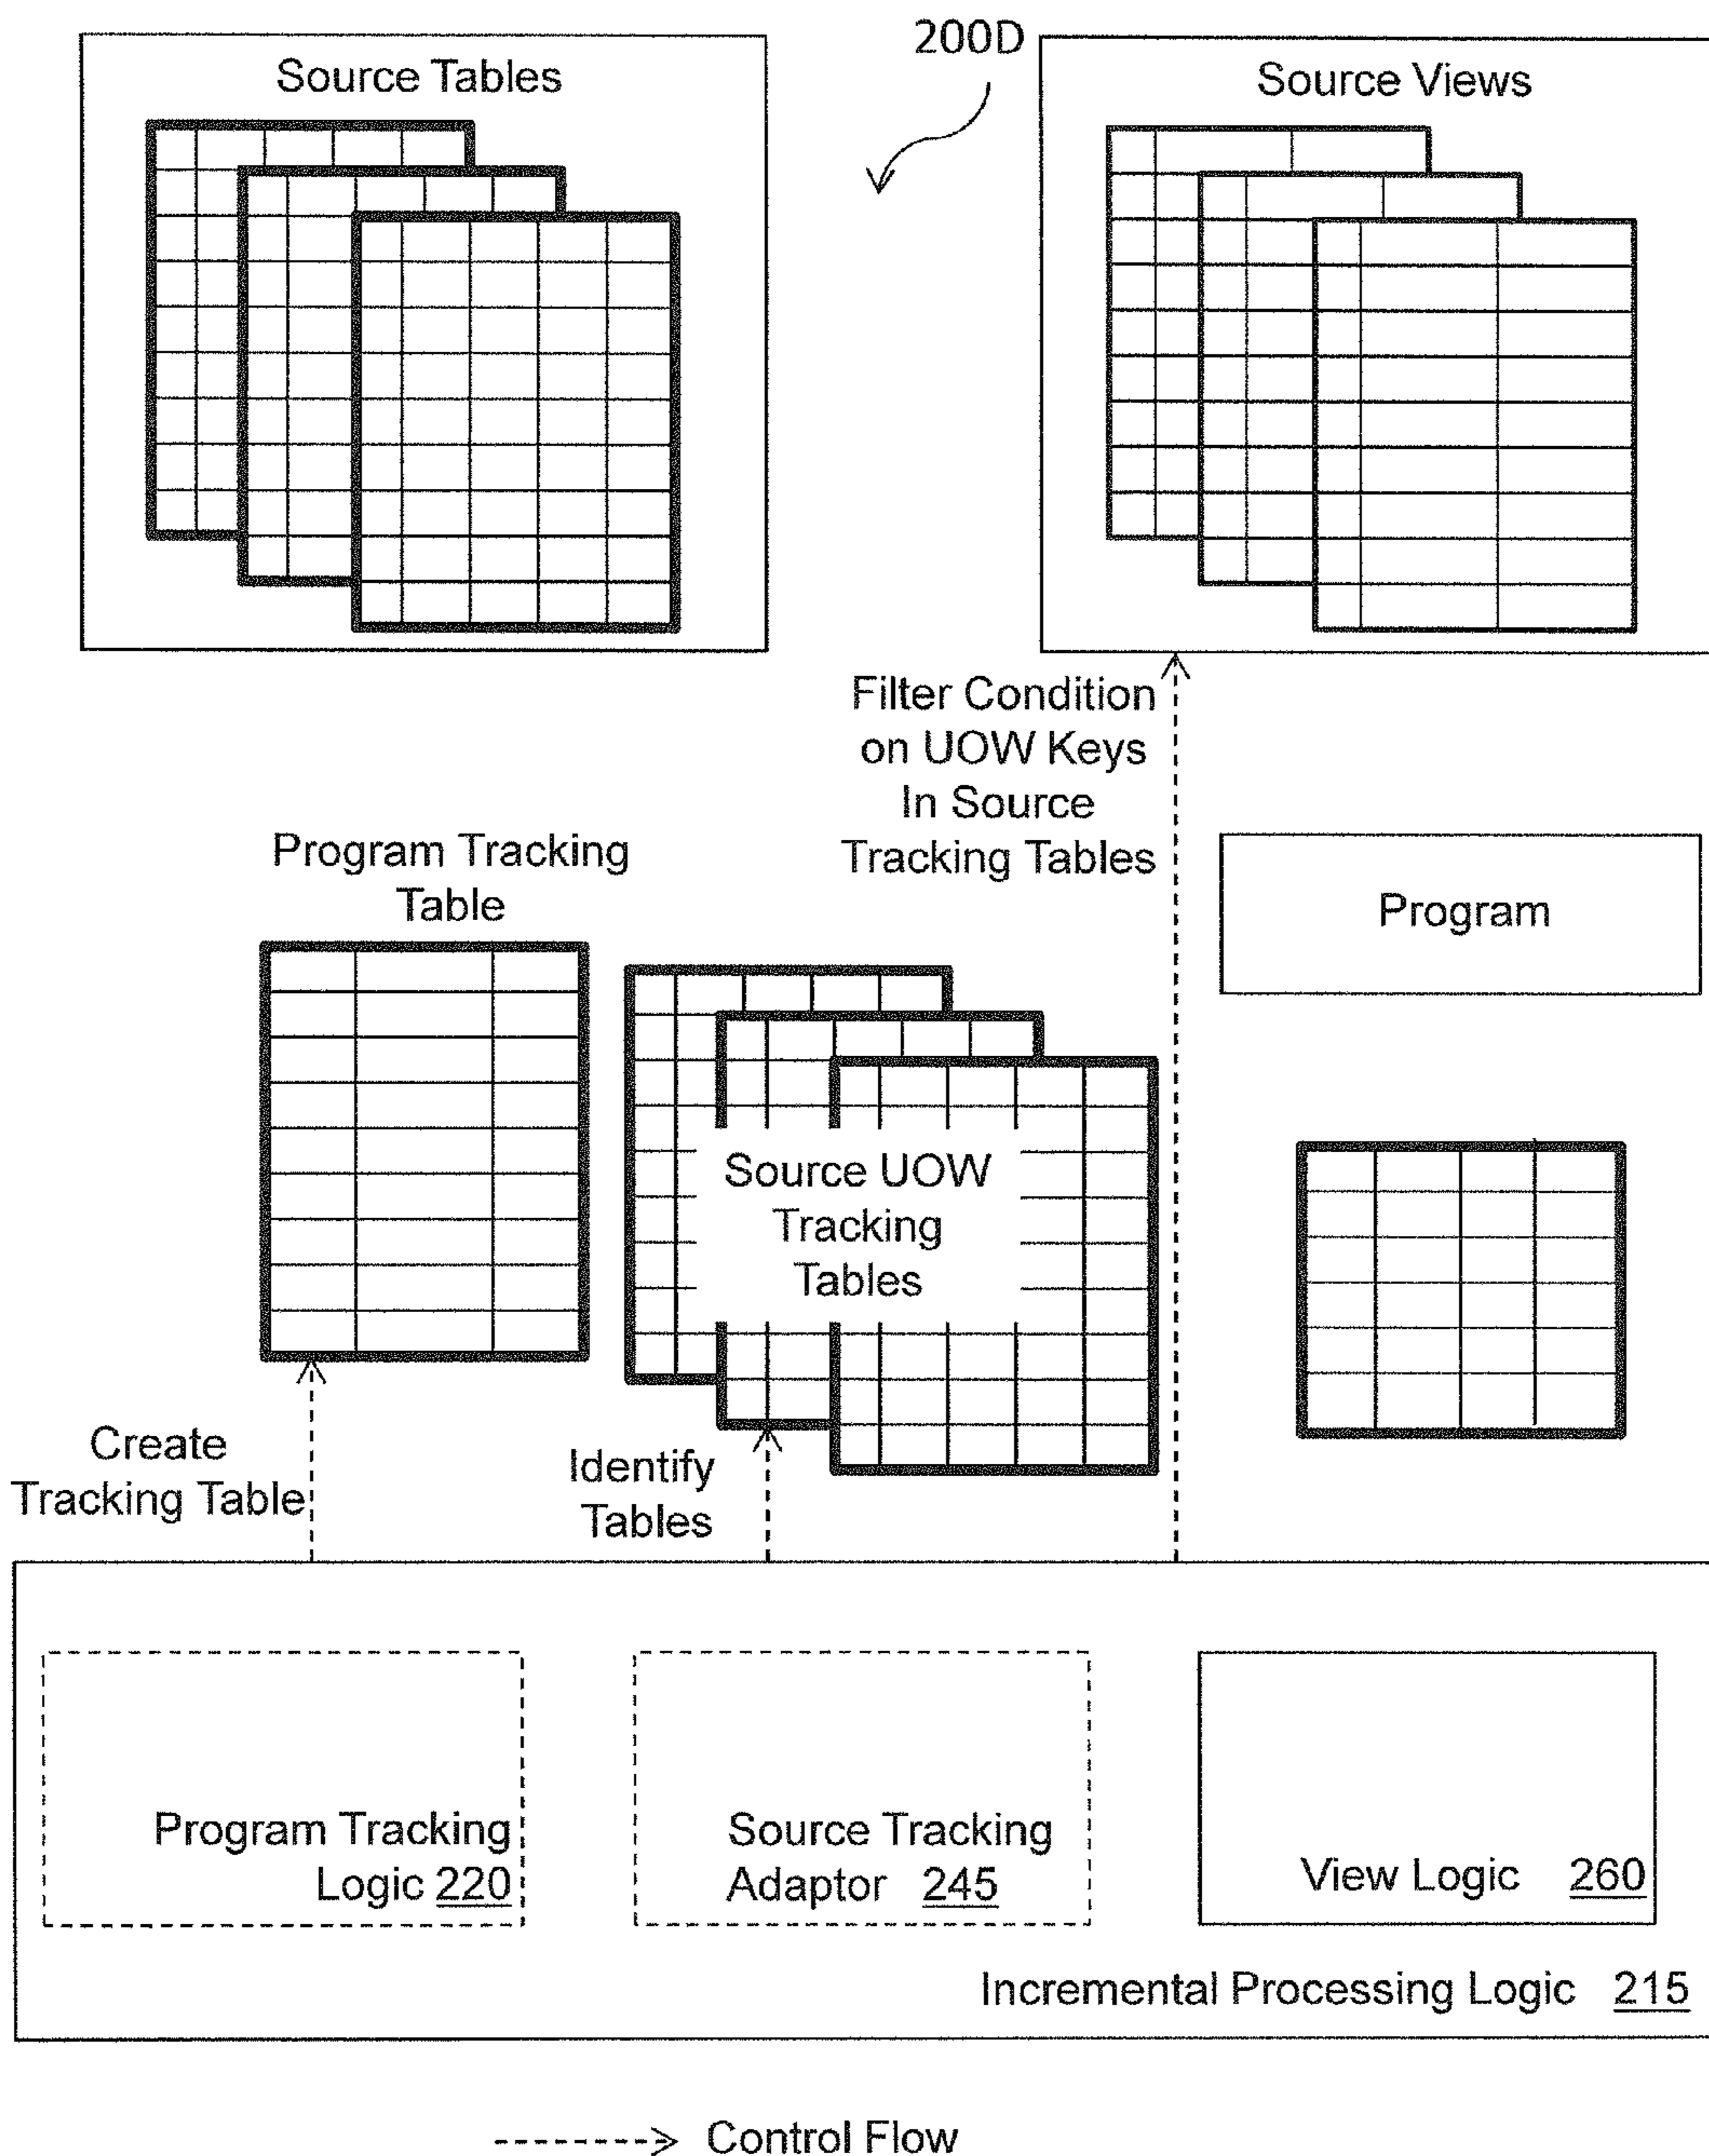 200D
Source Tables
Source Views
Filter Condition
on UOW Keys
In Source
Tracking Tables
Program Tracking
Table
Program
Source UOW
Tracking
Tables
Create
Tracking Table
Identify
Tables
Program Tracking
Logic 220
Source Tracking
Adaptor 245
View Logic 260
Incremental Processing Logic 215
Control Flow